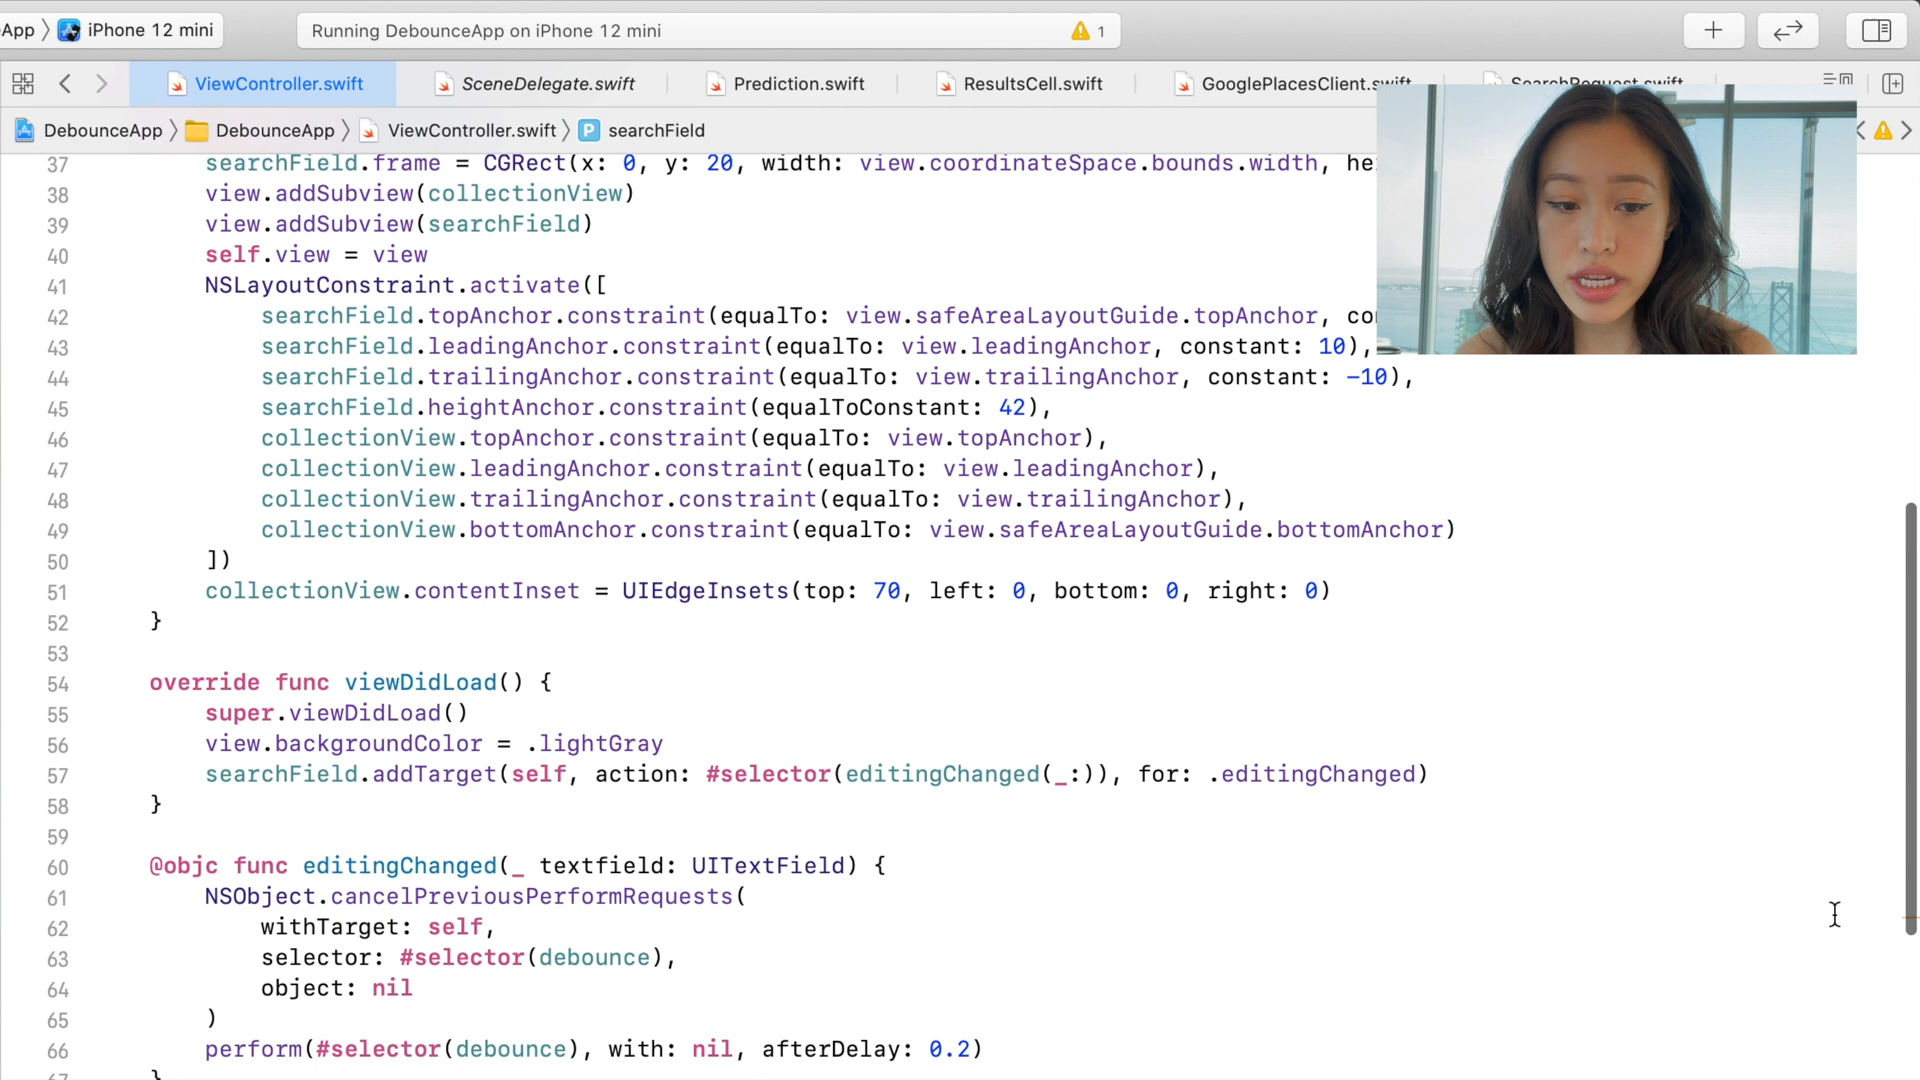 App iPhone 12 mini Running DebounceApp on iPhone 12 mini 1
ViewController.swift SceneDelegate.swift Prediction.swift ResultsCell.swift GooglePlacesClient.swift SearchRequest.swift
DebounceApp DebounceApp ViewController.swift P searchField
37 searchField.frame = CGRect(x: 0, y: 20, width: view.coordinateSpace.bounds.width, he
38 view.addSubview(collectionView)
39 view.addSubview(searchField)
40 self.view = view
41 NSLayoutConstraint.activate([
42 searchField.topAnchor.constraint(equalTo: view.safeAreaLayoutGuide.topAnchor, co
43 searchField.leadingAnchor.constraint(equalTo: view.leadingAnchor, constant: 10),
44 searchField.trailingAnchor.constraint(equalTo: view.trailingAnchor, constant: -10),
45 searchField.heightAnchor.constraint(equalToConstant: 42),
46 collectionView.topAnchor.constraint(equalTo: view.topAnchor),
47 collectionView.leadingAnchor.constraint(equalTo: view.leadingAnchor),
48 collectionView.trailingAnchor.constraint(equalTo: view.trailingAnchor),
49 collectionView.bottomAnchor.constraint(equalTo: view.safeAreaLayoutGuide.bottomAnchor)
50 ])
51 collectionView.contentInset = UIEdgeInsets(top: 70, left: 0, bottom: 0, right: 0)
52 }
53
54 override func viewDidLoad() {
55 super.viewDidLoad()
56 view.backgroundColor = .lightGray
57 searchField.addTarget(self, action: #selector(editingChanged(_:)), for: .editingChanged)
58 }
59
60 @objc func editingChanged(_ textfield: UITextField) {
61 NSObject.cancelPreviousPerformRequests(
62 withTarget: self,
63 selector: #selector(debounce),
64 object: nil
65 )
66 perform(#selector(debounce), with: nil, afterDelay: 0.2)
67 }